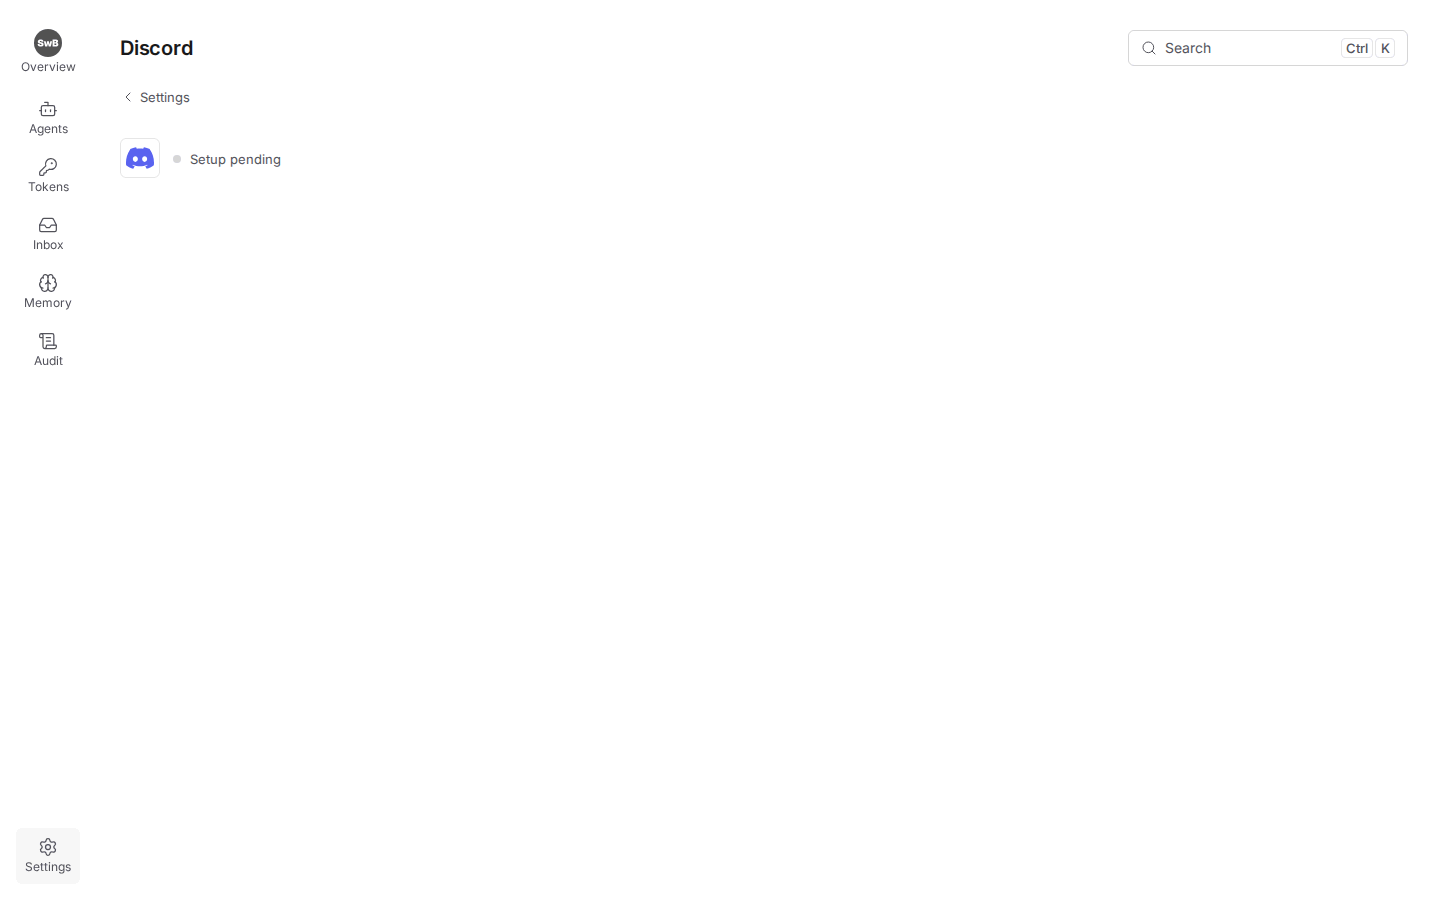 SwB
Overview
Agents
Tokens
Inbox
Memory
Audit
Settings
Discord
Search
Ctrl K
Settings
Setup pending